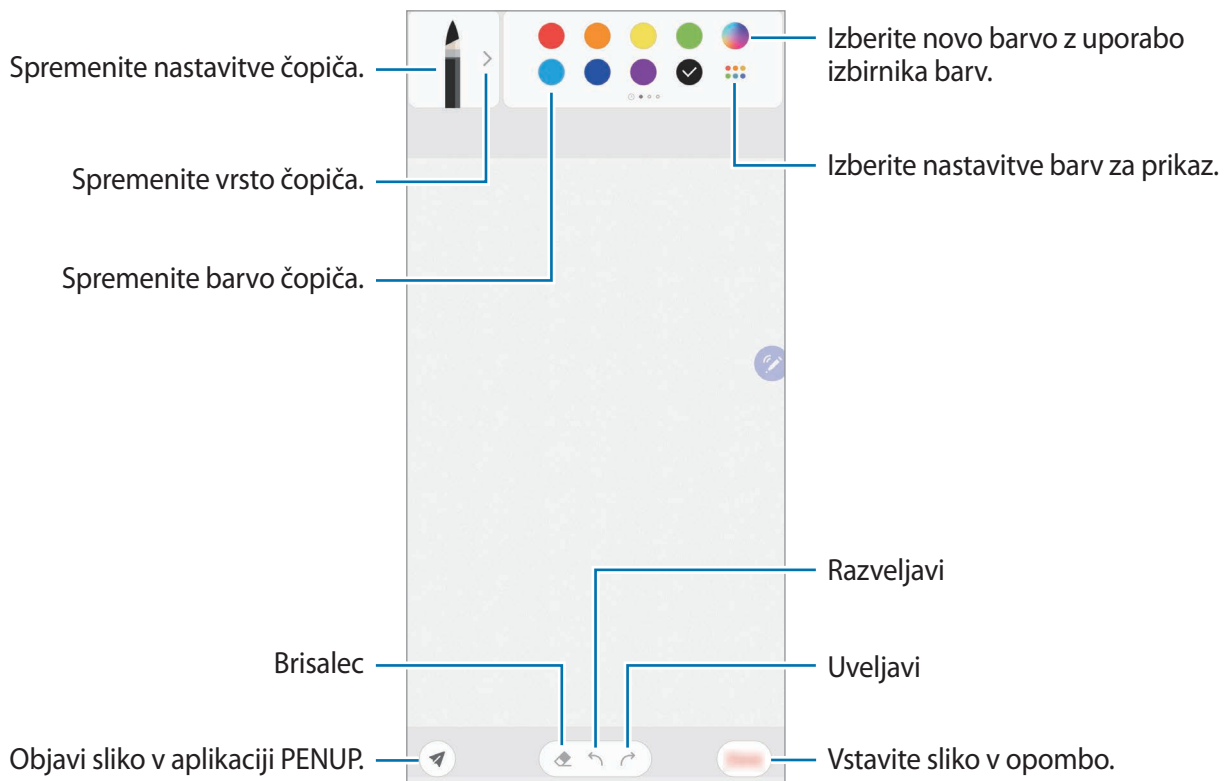 Spremenite nastavitve čopiča.
Spremenite vrsto čopiča.
Spremenite barvo čopiča.
Izberite novo barvo z uporabo
izbirnika barv.
Izberite nastavitve barv za prikaz.
Razveljavi
Brisalec
Uveljavi
Objavi sliko v aplikaciji PENUP.
Vstavite sliko v opombo.